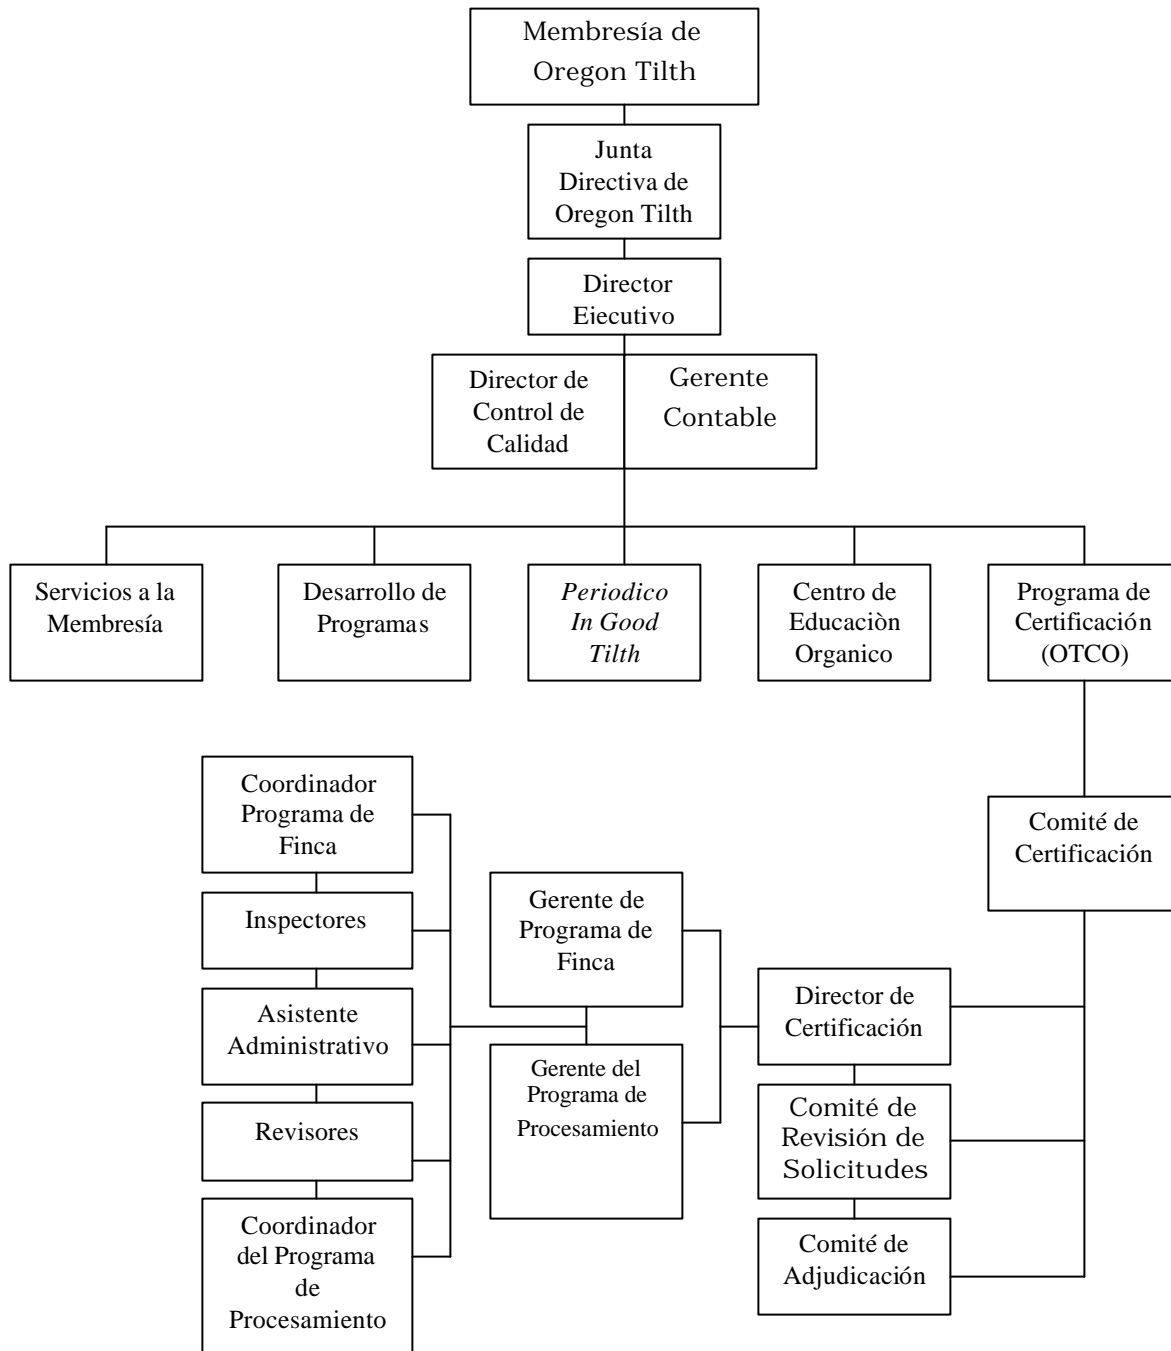 Membresía de
Oregon Tilth
Junta
Directiva de
Oregon Tilth
Director
Ejecutivo
Director de
Control de
Calidad
Gerente
Contable
Servicios a la
Membresía
Desarrollo de
Programas
Periodico
In Good
Tilth
Centro de
Educaciòn
Organico
Programa de
Certificación
(OTCO)
Comité de
Certificación
Director de
Certificación
Comité de
Revisión de
Solicitudes
Comité de
Adjudicación
Gerente de
Programa de
Finca
Gerente del
Programa de
Procesamiento
Coordinador
Programa de
Finca
Inspectores
Asistente
Administrativo
Revisores
Coordinador
del Programa
de
Procesamiento